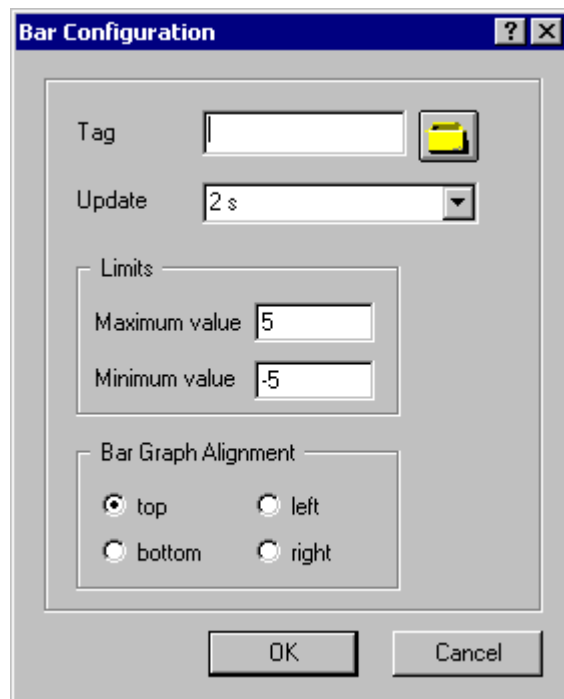 Bar Configuration
Tag
Update 2 s
Limits
Maximum value 5
Minimum value -5
Bar Graph Alignment
top left
bottom right
OK Cancel